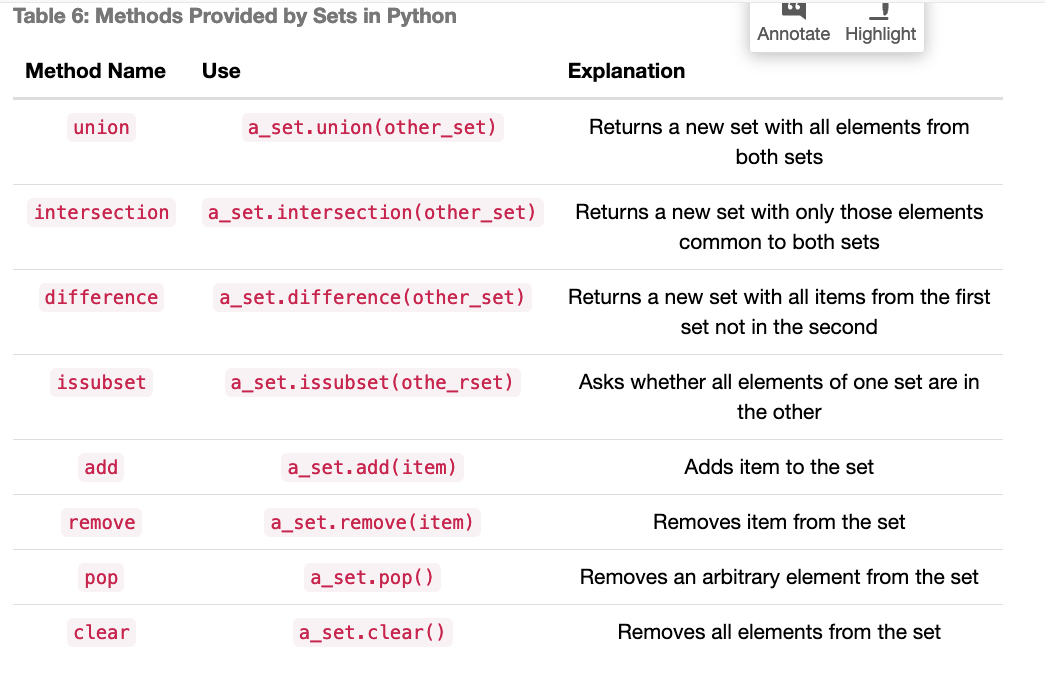 Table 6: Methods Provided by Sets in Python
Annotate Highlight
Method Name Use Explanation
union a_set.union(other_set) Returns a new set with all elements from
both sets
intersection a_set.intersection(other_set) Returns a new set with only those elements
common to both sets
difference a_set.difference(other_set) Returns a new set with all items from the first
set not in the second
issubset a_set.issubset(othe_rset) Asks whether all elements of one set are in
the other
add a_set.add(item) Adds item to the set
remove a_set.remove(item) Removes item from the set
pop a_set.pop() Removes an arbitrary element from the set
clear a_set.clear() Removes all elements from the set